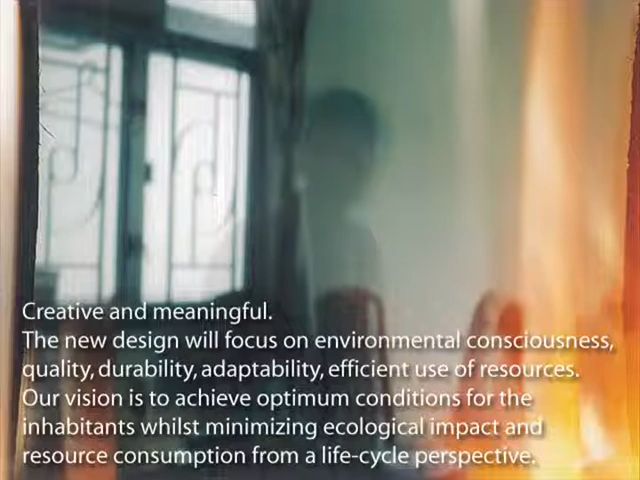 Creative and meaningful.
The new design will focus on environmental consciousness,
quality, durability, adaptability, efficient use of resources.
Our vision is to achieve optimum conditions for the
inhabitants whilst minimizing ecological impact and
resource consumption from a life-cycle perspective.